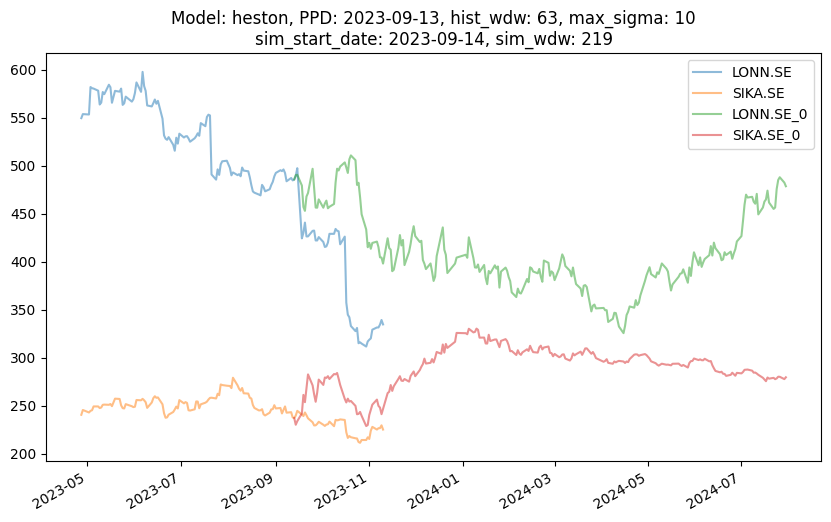 Model: heston, PPD: 2023-09-13, hist_wdw: 63, max_sigma: 10
sim_start_date: 2023-09-14, sim_wdw: 219
LONN.SE
SIKA.SE
LONN.SE_0
SIKA.SE_0
600
550
500
450
400
350
300
250
200
2023-05
2023-07
2023-09
2023-11
2024-01
2024-03
2024-05
2024-07